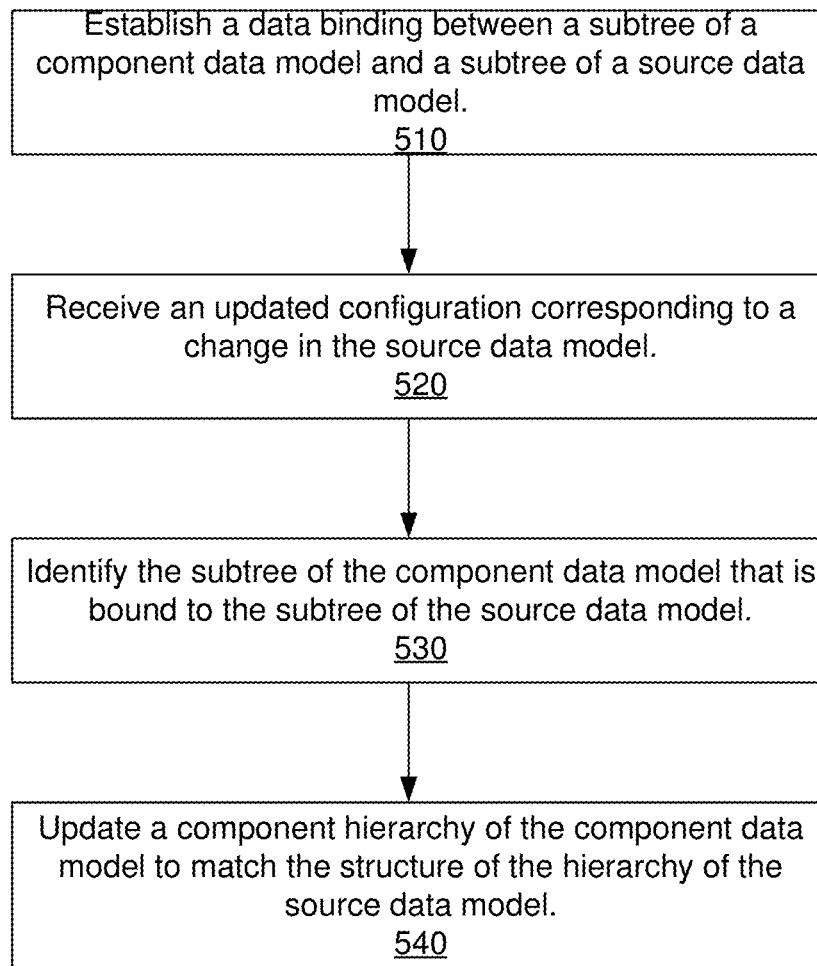 Establish a data binding between a subtree of a
component data model and a subtree of a source data
model.
510
Receive an updated configuration corresponding to a
change in the source data model.
520
Identify the subtree of the component data model that is
bound to the subtree of the source data model.
530
Update a component hierarchy of the component data
model to match the structure of the hierarchy of the
source data model.
540